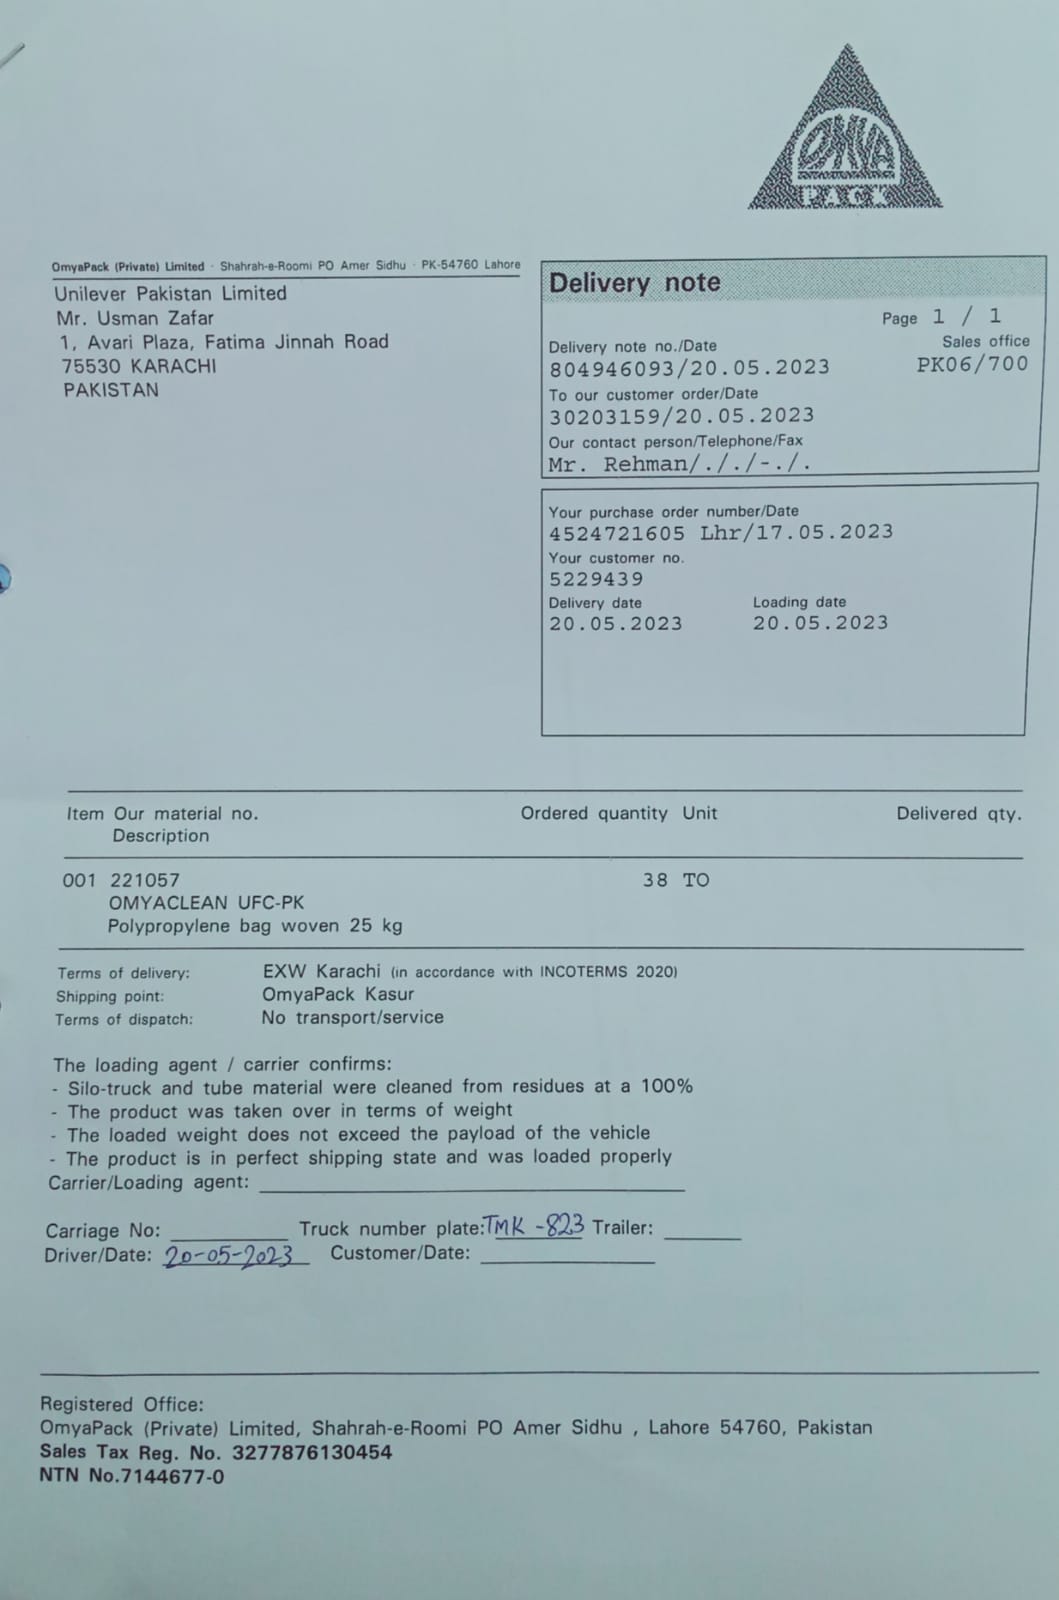 OMYA
PACK
OmyaPack (Private) Limited · Shahrah-e-Roomi PO Amer Sidhu · PK-54760 Lahore
Unilever Pakistan Limited
Mr. Usman Zafar
1, Avari Plaza, Fatima Jinnah Road
75530 KARACHI
PAKISTAN
Delivery note
Page 1 / 1
Delivery note no./Date Sales office
804946093/20.05.2023 PK06/700
To our customer order/Date
30203159/20.05.2023
Our contact person/Telephone/Fax
Mr. Rehman/././-./.
Your purchase order number/Date
4524721605 Lhr/17.05.2023
Your customer no.
5229439
Delivery date Loading date
20.05.2023 20.05.2023
Item Our material no. Ordered quantity Unit Delivered qty.
Description
001 221057 38 TO
OMYACLEAN UFC-PK
Polypropylene bag woven 25 kg
Terms of delivery: EXW Karachi (in accordance with INCOTERMS 2020)
Shipping point: OmyaPack Kasur
Terms of dispatch: No transport/service
The loading agent / carrier confirms:
- Silo-truck and tube material were cleaned from residues at a 100%
- The product was taken over in terms of weight
- The loaded weight does not exceed the payload of the vehicle
- The product is in perfect shipping state and was loaded properly
Carrier/Loading agent:
Carriage No: Truck number plate: TMK -823 Trailer:
Driver/Date: 20-05-2023 Customer/Date:
Registered Office:
OmyaPack (Private) Limited, Shahrah-e-Roomi PO Amer Sidhu , Lahore 54760, Pakistan
Sales Tax Reg. No. 3277876130454
NTN No.7144677-0